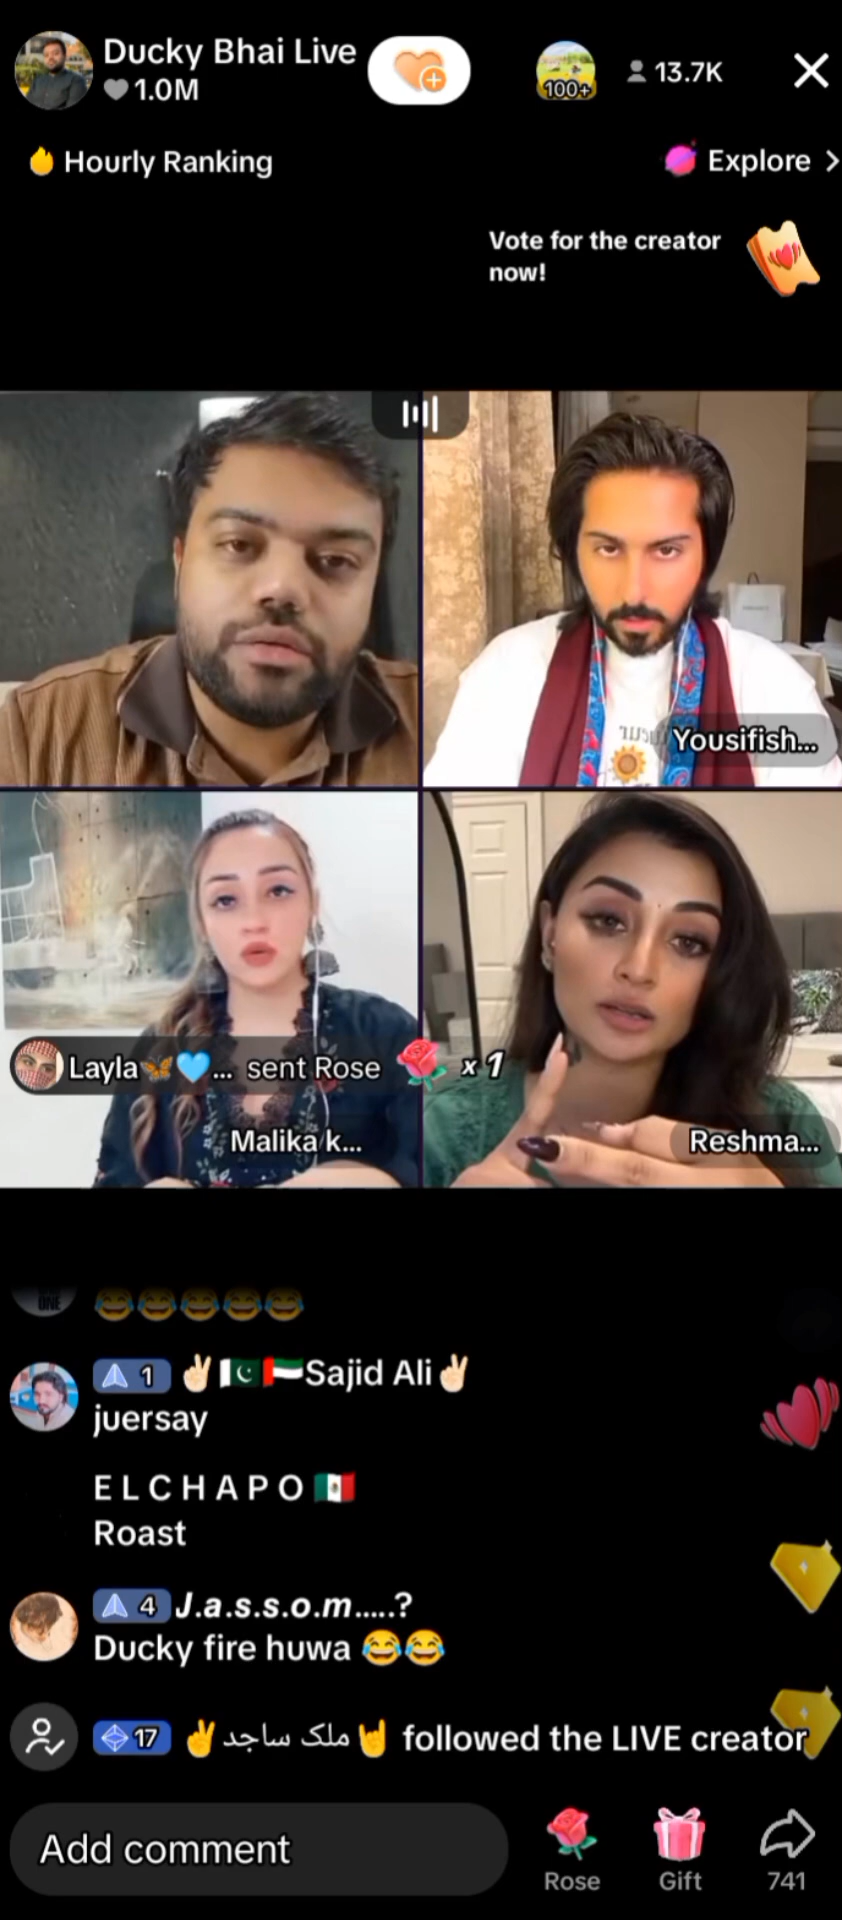 Ducky Bhai Live
1.0M
100+
13.7K
Hourly Ranking
Explore >
Vote for the creator
now!
Yousifish...
Layla🦋🩵... sent Rose x 1
Malika k...
Reshma...
ONE
😂😂😂😂😂
1 ✌🏻🇵🇰🇦🇪Sajid Ali✌🏻
juersay
E L C H A P O 🇲🇽
Roast
4 J.a.s.s.o.m.....?
Ducky fire huwa 😂😂
17 ✌️ملک ساجد🤘 followed the LIVE creator
Add comment
Rose
Gift
741